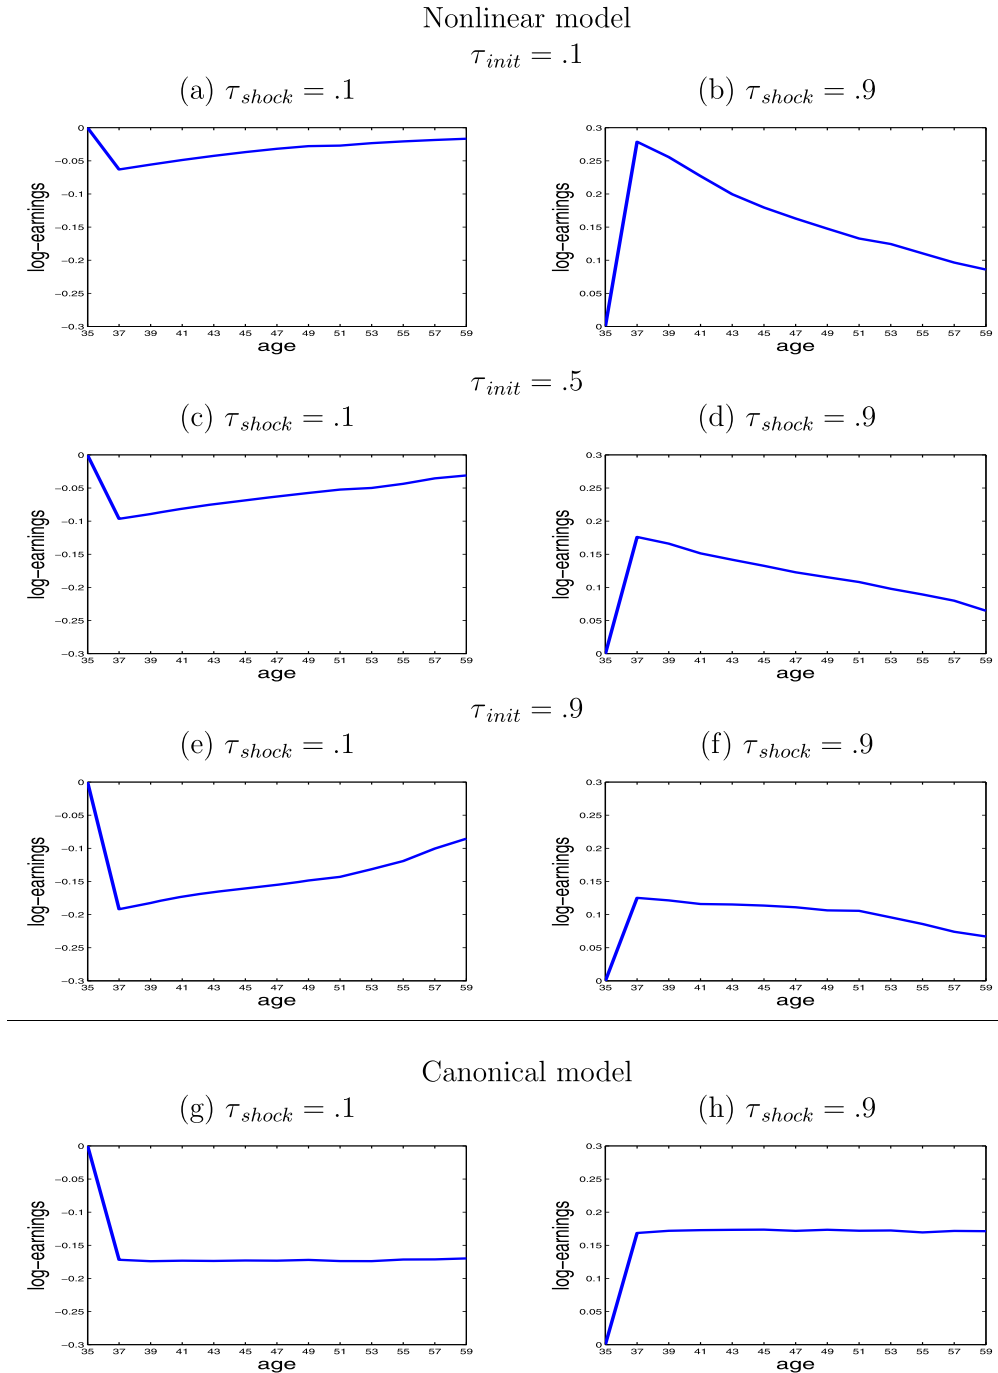 Nonlinear model
τ_init = .1
(a) τ_shock = .1
0
−0.05
−0.1
−0.15
−0.2
−0.25
−0.3
log−earnings
35 37 39 41 43 45 47 49 51 53 55 57 59
age
(b) τ_shock = .9
0.3
0.25
0.2
0.15
0.1
0.05
0
log−earnings
35 37 39 41 43 45 47 49 51 53 55 57 59
age
τ_init = .5
(c) τ_shock = .1
0
−0.05
−0.1
−0.15
−0.2
−0.25
−0.3
log−earnings
35 37 39 41 43 45 47 49 51 53 55 57 59
age
(d) τ_shock = .9
0.3
0.25
0.2
0.15
0.1
0.05
0
log−earnings
35 37 39 41 43 45 47 49 51 53 55 57 59
age
τ_init = .9
(e) τ_shock = .1
0
−0.05
−0.1
−0.15
−0.2
−0.25
−0.3
log−earnings
35 37 39 41 43 45 47 49 51 53 55 57 59
age
(f) τ_shock = .9
0.3
0.25
0.2
0.15
0.1
0.05
0
log−earnings
35 37 39 41 43 45 47 49 51 53 55 57 59
age
Canonical model
(g) τ_shock = .1
0
−0.05
−0.1
−0.15
−0.2
−0.25
−0.3
log−earnings
35 37 39 41 43 45 47 49 51 53 55 57 59
age
(h) τ_shock = .9
0.3
0.25
0.2
0.15
0.1
0.05
0
log−earnings
35 37 39 41 43 45 47 49 51 53 55 57 59
age